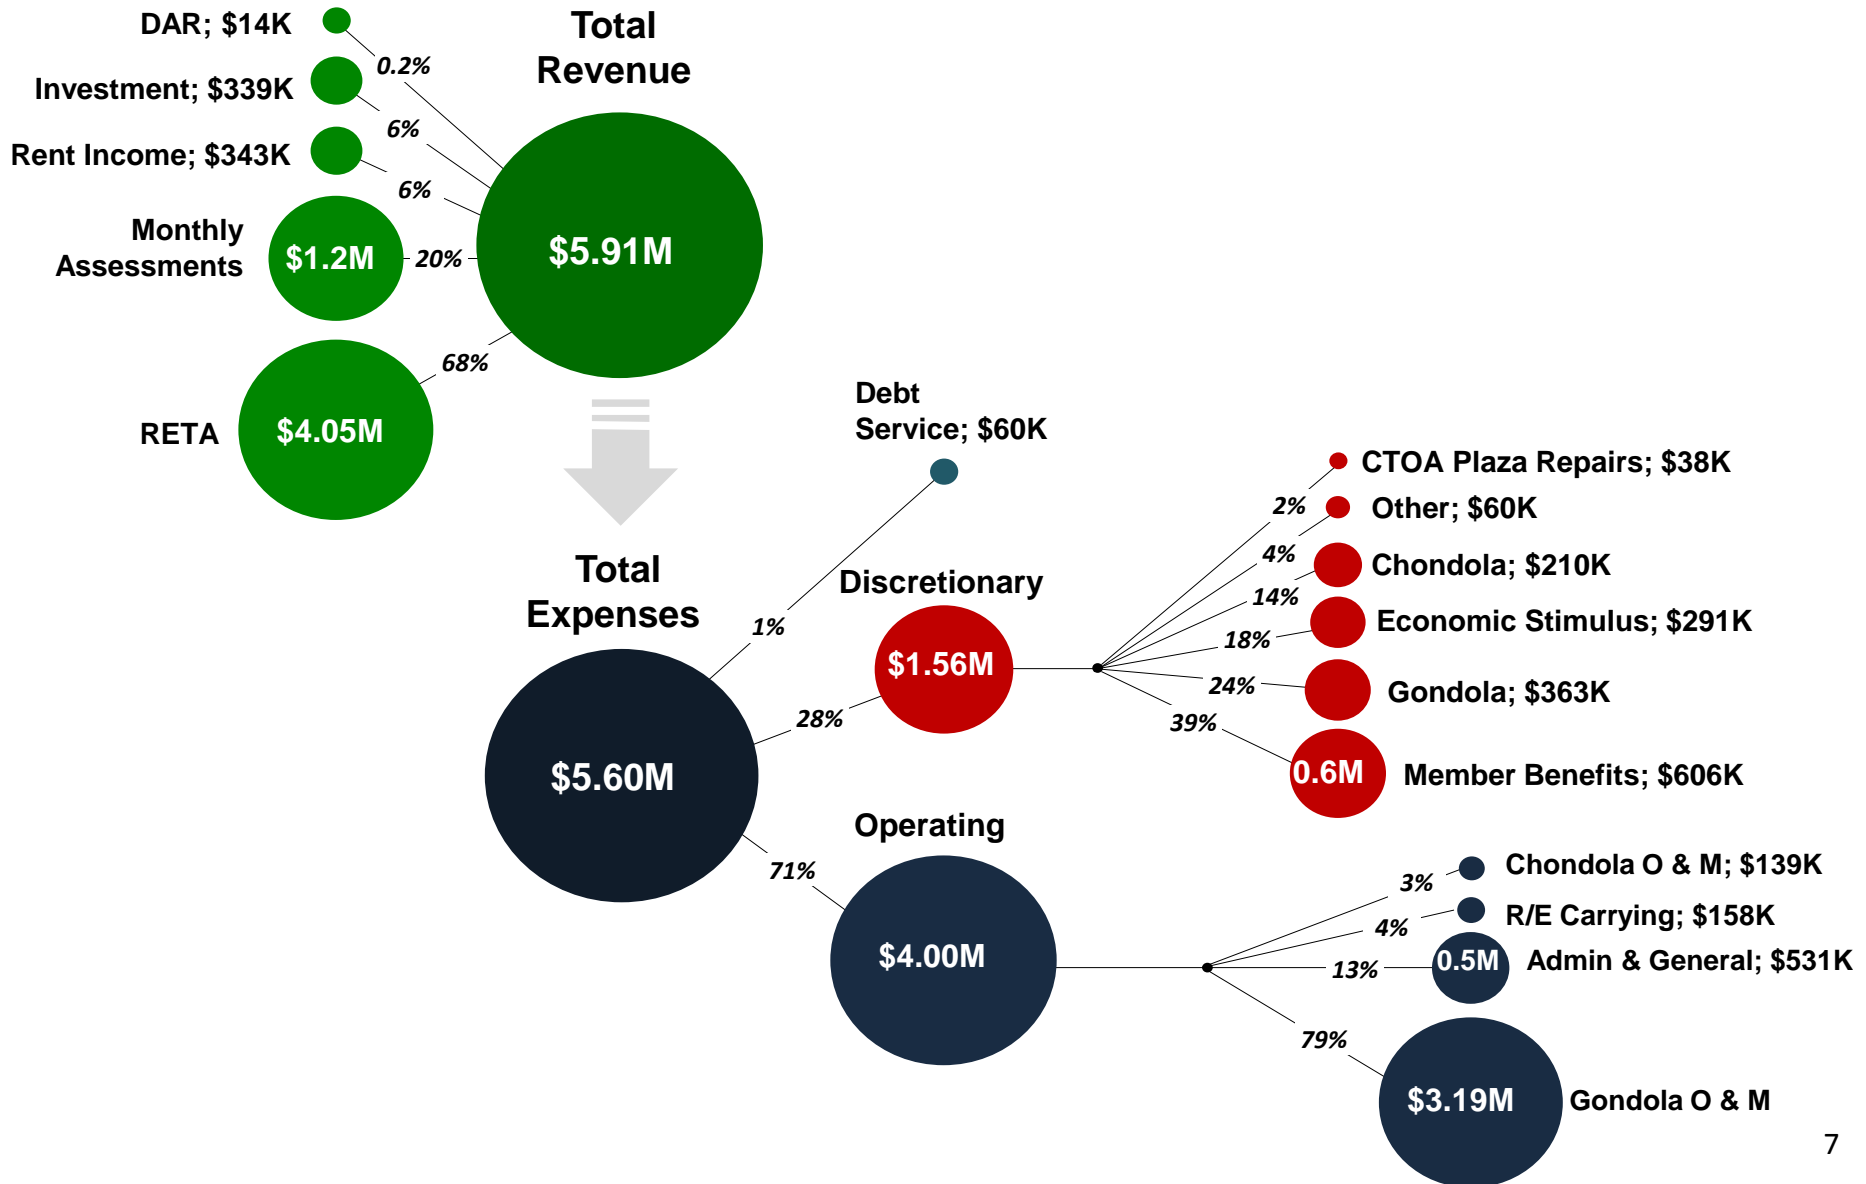 DAR; $14K
0.2%
Investment; $339K
6%
Rent Income; $343K
6%
Monthly
Assessments
$1.2M
20%
RETA
$4.05M
68%
Total
Revenue
$5.91M
Total
Expenses
$5.60M
1%
Debt
Service; $60K
28%
Discretionary
$1.56M
2%
CTOA Plaza Repairs; $38K
4%
Other; $60K
14%
Chondola; $210K
18%
Economic Stimulus; $291K
24%
Gondola; $363K
39%
0.6M
Member Benefits; $606K
71%
Operating
$4.00M
3%
Chondola O & M; $139K
4%
R/E Carrying; $158K
13%
0.5M
Admin & General; $531K
79%
$3.19M
Gondola O & M
7